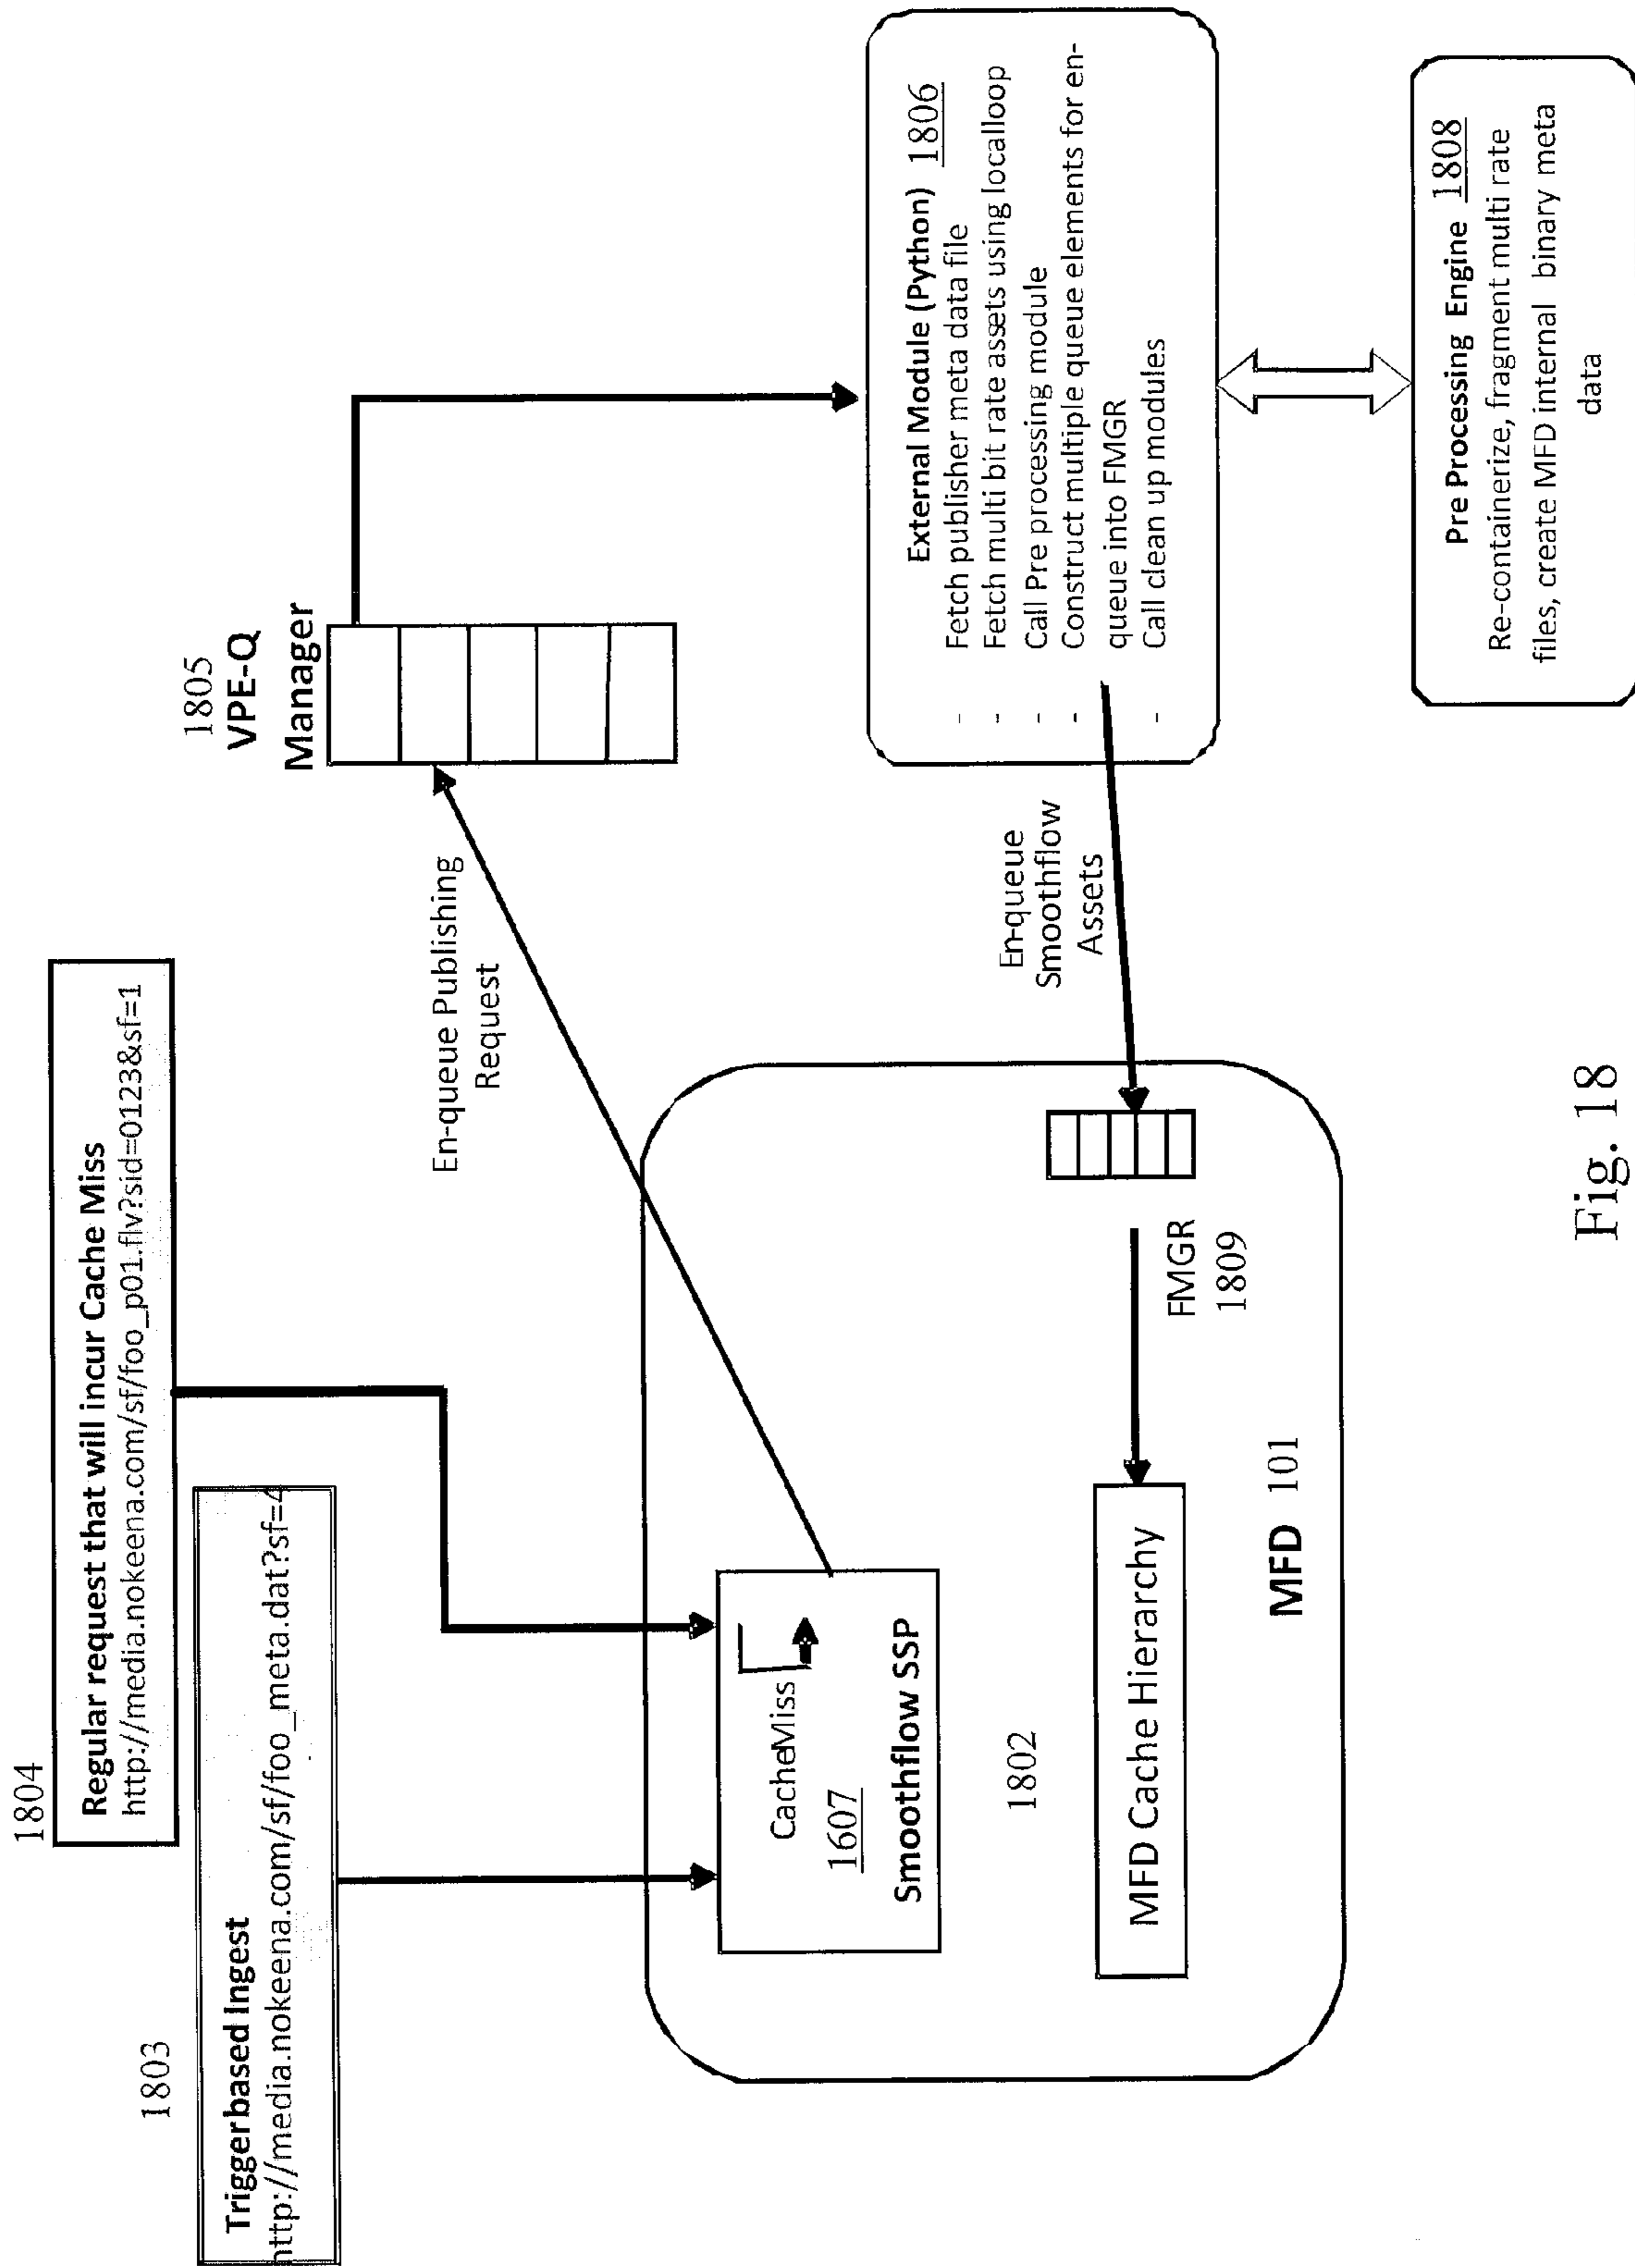 1804
Regular request that will incur Cache Miss
http://media.nokeena.com/sf/foo_p01.flv?sid=0123&sf=1
1803
Triggerbased Ingest
http://media.nokeena.com/sf/foo_meta.dat?sf=4
1805
VPE-Q
Manager
En-queue Publishing
Request
CacheMiss
1607
Smoothflow SSP
1802
MFD Cache Hierarchy
MFD 101
FMGR
1809
En-queue
Smoothflow
Assets
External Module (Python) 1806
- Fetch publisher meta data file
- Fetch multi bit rate assets using localloop
- Call Pre processing module
- Construct multiple queue elements for en-
queue into FMGR
- Call clean up modules
Pre Processing Engine 1808
Re-containerize, fragment multi rate
files, create MFD internal binary meta
data
Fig. 18